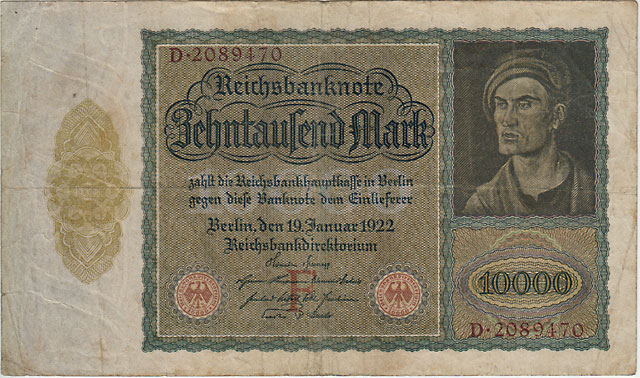 D·2089470
Reichsbanknote
Zehntausend Mark
zahlt die Reichsbankhauptkasse in Berlin
gegen diese Banknote dem Einlieferer
Berlin, den 19. Januar 1922
Reichsbankdirektorium
F
10000
D·2089470